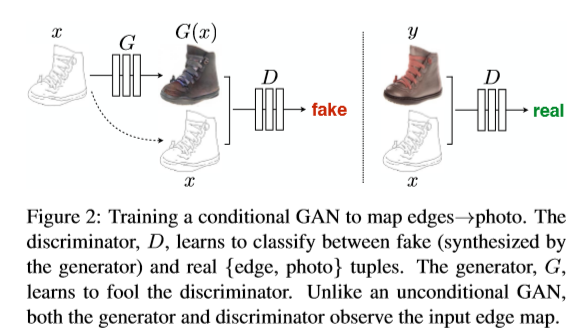 x G G(x) D fake
x
y D real
x
Figure 2: Training a conditional GAN to map edges→photo. The
discriminator, D, learns to classify between fake (synthesized by
the generator) and real {edge, photo} tuples. The generator, G,
learns to fool the discriminator. Unlike an unconditional GAN,
both the generator and discriminator observe the input edge map.